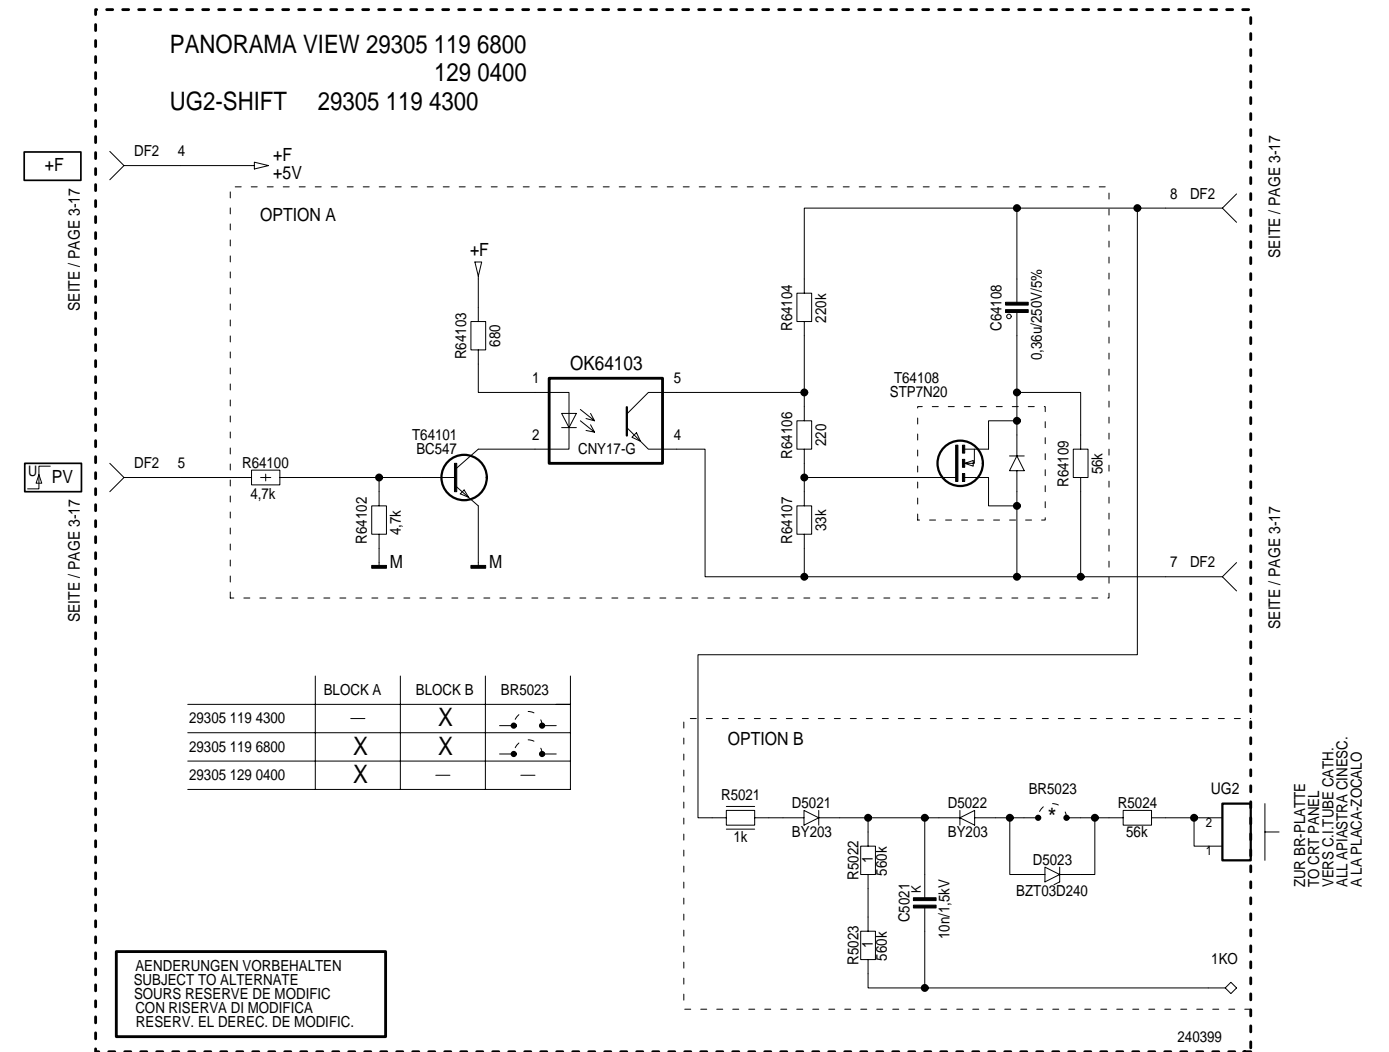 PANORAMA VIEW 29305 119 6800
129 0400
UG2-SHIFT 29305 119 4300
+F
DF2 4
+F
+5V
SEITE / PAGE 3-17
8 DF2
SEITE / PAGE 3-17
OPTION A
+F
R64103
680
R64104
220k
C64108
0,36u/250V/5%
OK64103
1
5
2
4
CNY17-G
T64108
STP7N20
T64101
BC547
R64106
220
R64109
56k
U PV
DF2 5
R64100
4,7k
R64102
4,7k
R64107
33k
M
M
SEITE / PAGE 3-17
7 DF2
SEITE / PAGE 3-17
BLOCK A BLOCK B BR5023
29305 119 4300 — X
29305 119 6800 X X
29305 129 0400 X — —
OPTION B
R5021
1k
D5021
BY203
D5022
BY203
BR5023
*
R5024
56k
UG2
2
1
R5022
1
560k
C5021
K
10n/1,5kV
D5023
BZT03D240
R5023
1
560k
1KO
ZUR BR-PLATTE
TO CRT PANEL
VERS C.I.TUBE CATH.
ALL APIASTRA CINESC.
A LA PLACA-ZOCALO
AENDERUNGEN VORBEHALTEN
SUBJECT TO ALTERNATE
SOURS RESERVE DE MODIFIC
CON RISERVA DI MODIFICA
RESERV. EL DEREC. DE MODIFIC.
240399